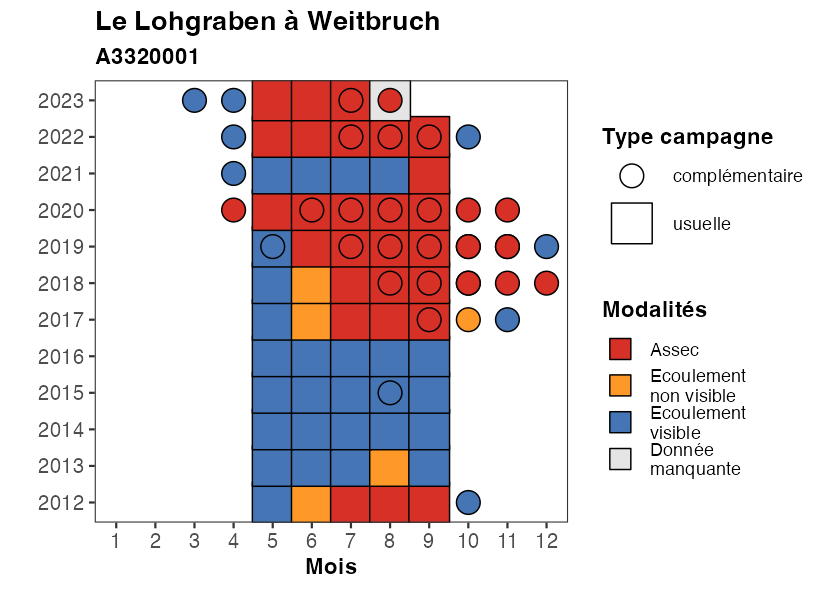 Le Lohgraben à Weitbruch
A3320001
2023
2022
2021
2020
2019
2018
2017
2016
2015
2014
2013
2012
1 2 3 4 5 6 7 8 9 10 11 12
Mois
Type campagne
complémentaire
usuelle
Modalités
Assec
Ecoulement
non visible
Ecoulement
visible
Donnée
manquante